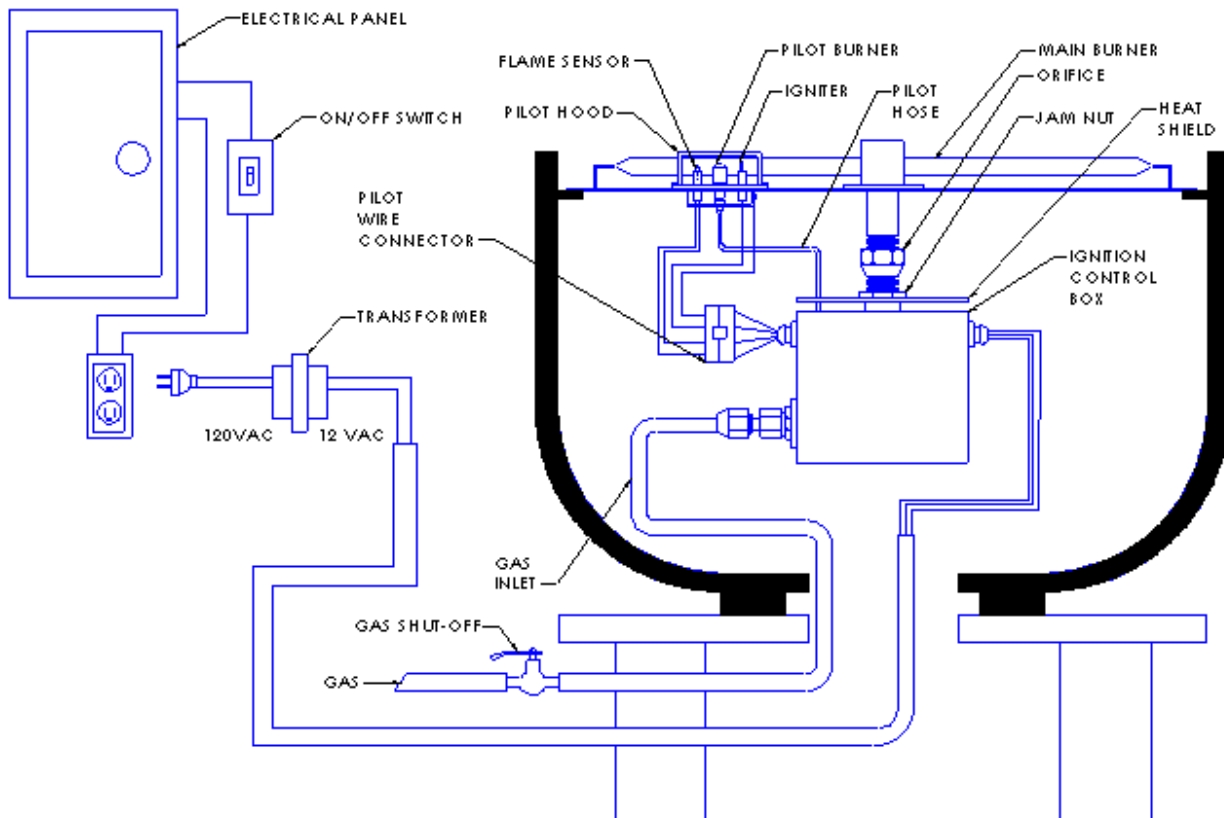 ELECTRICAL PANEL
ON/OFF SWITCH
FLAME SENSOR
PILOT HOOD
PILOT BURNER
IGNITER
PILOT
HOSE
MAIN BURNER
ORIFICE
JAM NUT
HEAT
SHIELD
PILOT
WIRE
CONNECTOR
IGNITION
CONTROL
BOX
TRANSFORMER
120VAC
12 VAC
GAS
INLET
GAS SHUT-OFF
GAS